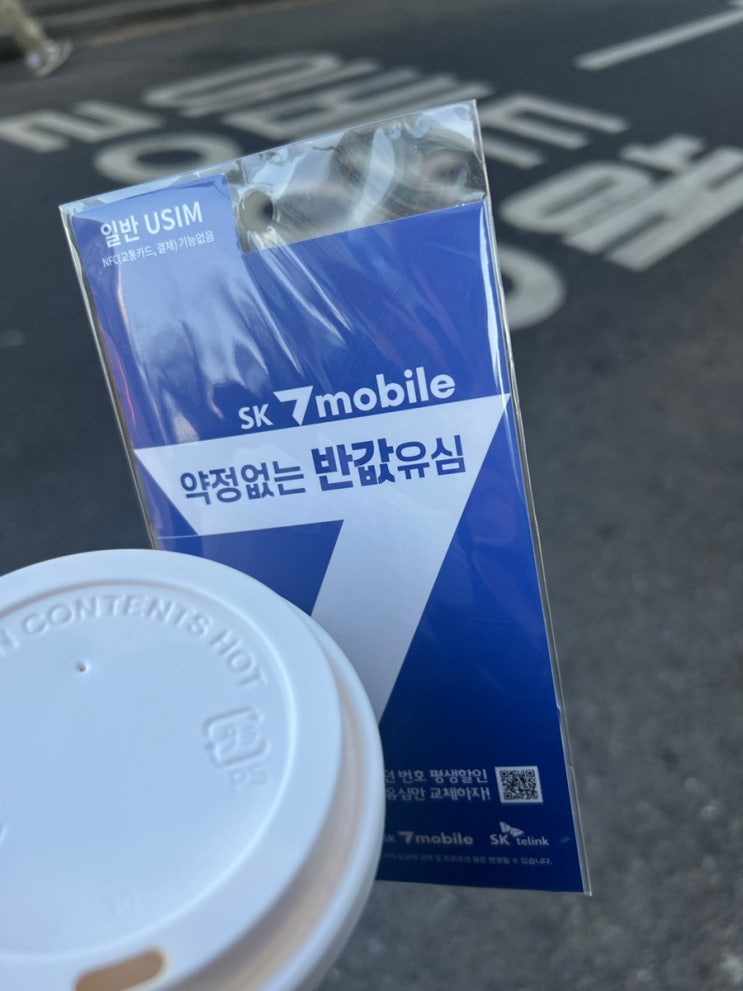 일반 USIM
NFC(교통카드, 결제) 기능없음
SK 7mobile
약정없는 반값유심
번호 평생할인
유심만 교체하자!
7mobile
SK telink
CONTENTS HOT